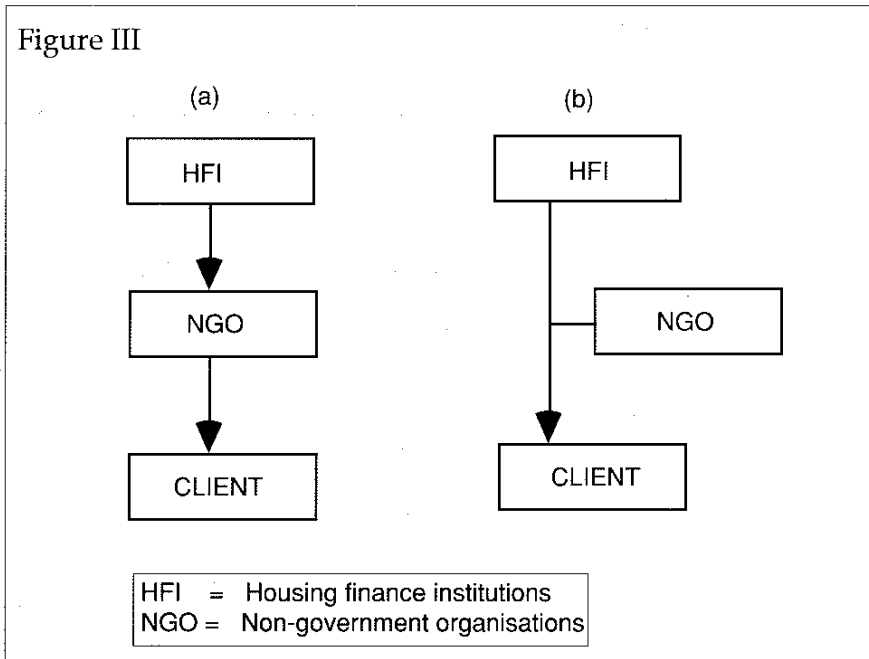 Figure III
(a)
HFI
NGO
CLIENT
(b)
HFI
NGO
CLIENT
HFI = Housing finance institutions
NGO = Non-government organisations